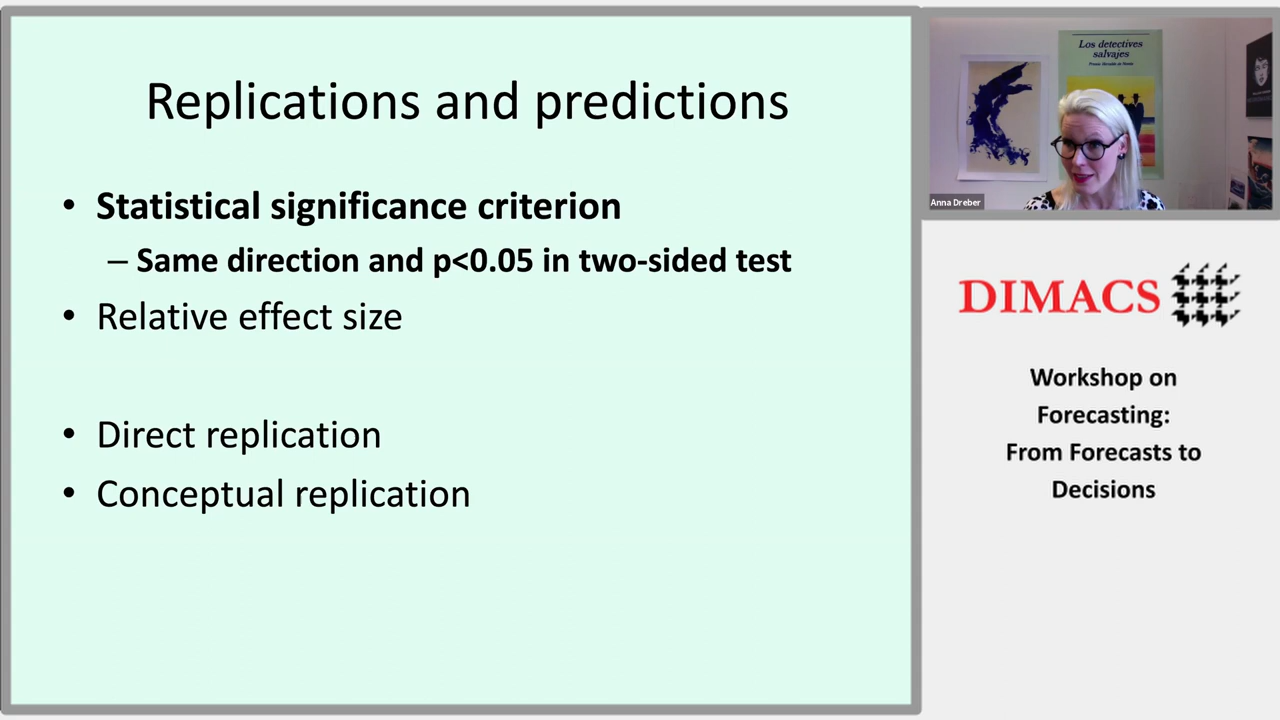 Replications and predictions
• Statistical significance criterion
– Same direction and p<0.05 in two-sided test
• Relative effect size
• Direct replication
• Conceptual replication
Los detectives
salvajes
Anna Dreber
DIMACS
Workshop on
Forecasting:
From Forecasts to
Decisions